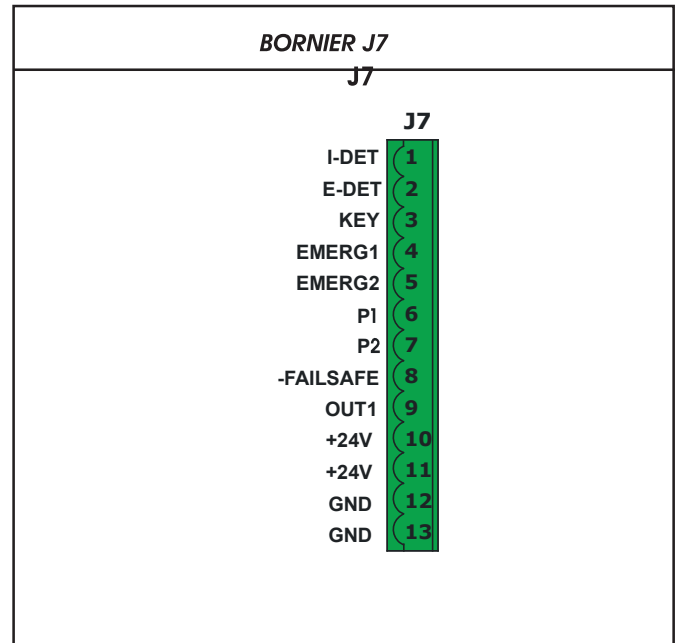 BORNIER J7
J7
J7
I-DET 1
E-DET 2
KEY 3
EMERG1 4
EMERG2 5
P1 6
P2 7
-FAILSAFE 8
OUT1 9
+24V 10
+24V 11
GND 12
GND 13